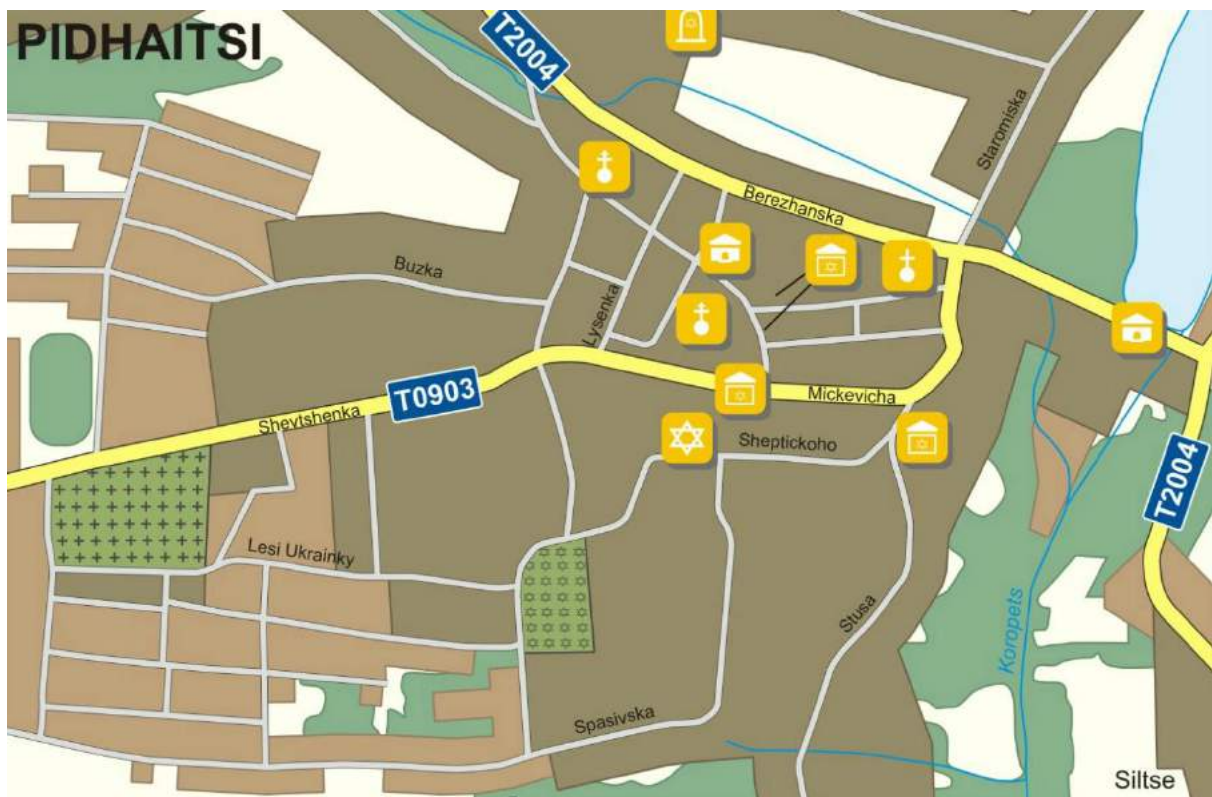 PIDHAITSI
T2004
Staromiska
Berezhanska
Buzka
Lysenka
T0903
Shevtshenka
Mickevicha
Sheptickoho
T2004
Lesi Ukrainky
Stusa
Koropets
Spasivska
Siltse